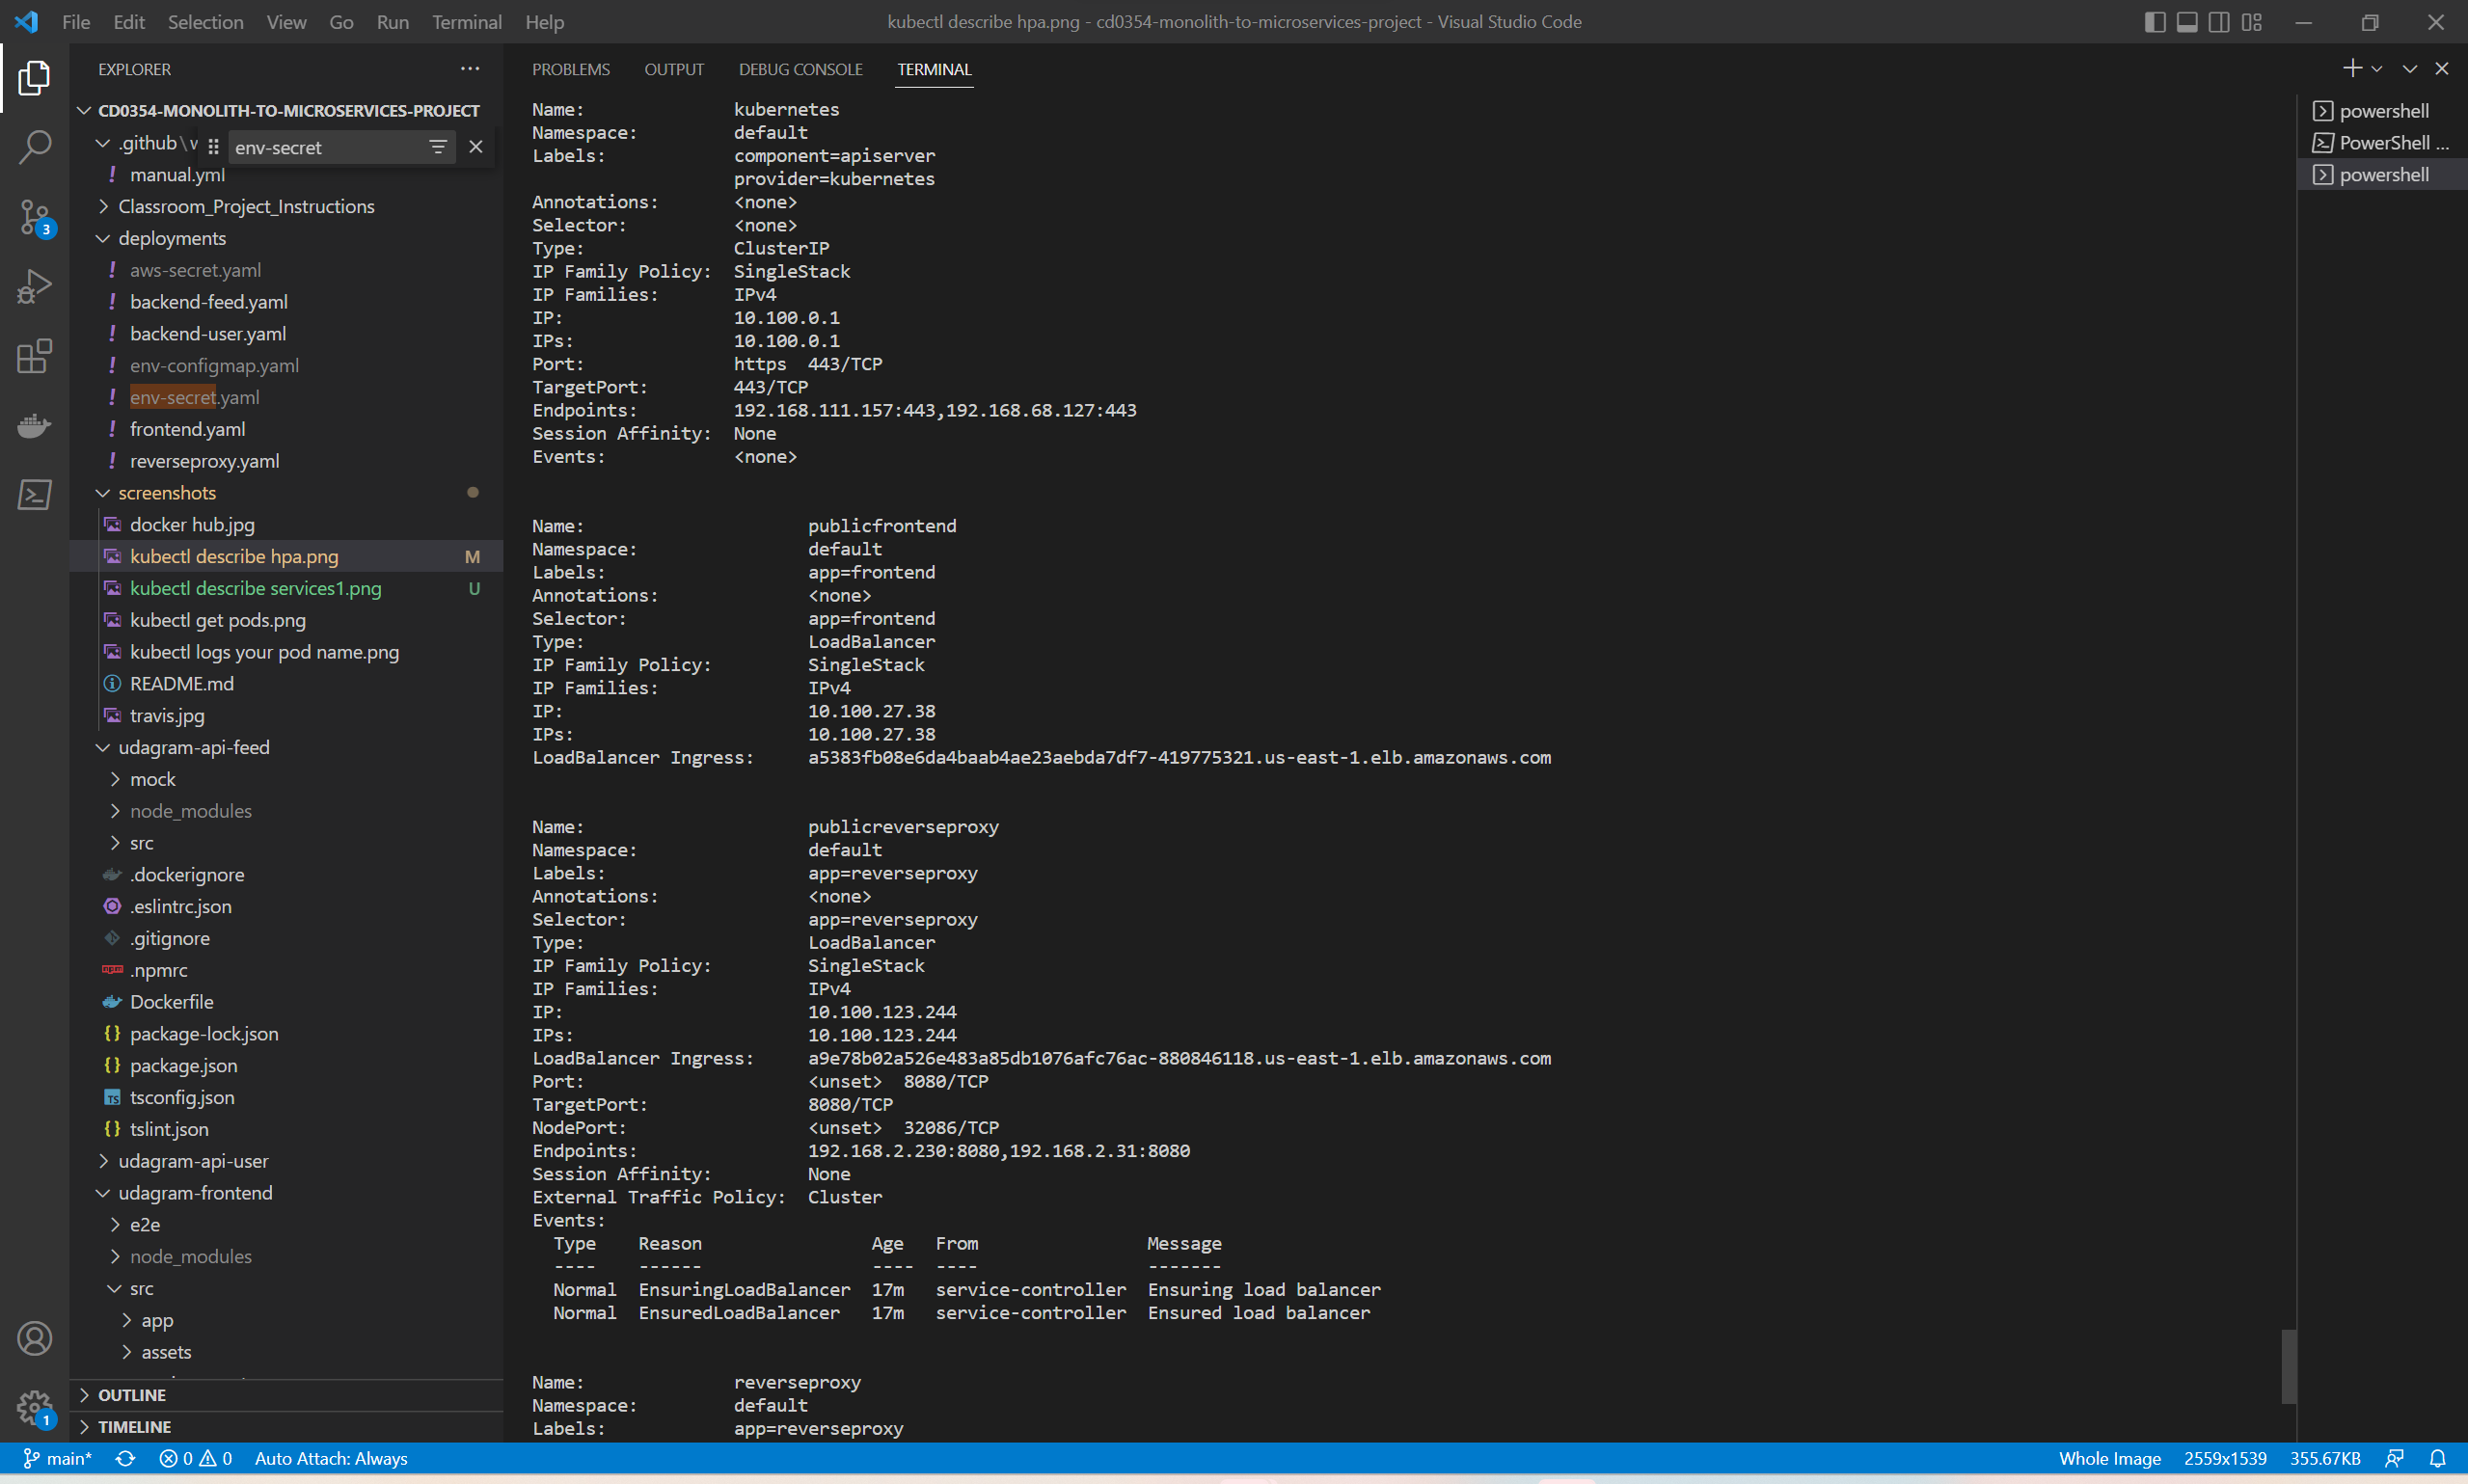 File Edit Selection View Go Run Terminal Help
kubectl describe hpa.png - cd0354-monolith-to-microservices-project - Visual Studio Code
EXPLORER
CD0354-MONOLITH-TO-MICROSERVICES-PROJECT
.github\
env-secret
manual.yml
Classroom_Project_Instructions
deployments
aws-secret.yaml
backend-feed.yaml
backend-user.yaml
env-configmap.yaml
env-secret.yaml
frontend.yaml
reverseproxy.yaml
screenshots
docker hub.jpg
kubectl describe hpa.png M
kubectl describe services1.png U
kubectl get pods.png
kubectl logs your pod name.png
README.md
travis.jpg
udagram-api-feed
mock
node_modules
src
.dockerignore
.eslintrc.json
.gitignore
.npmrc
Dockerfile
package-lock.json
package.json
tsconfig.json
tslint.json
udagram-api-user
udagram-frontend
e2e
node_modules
src
app
assets
OUTLINE
TIMELINE
3
1
PROBLEMS OUTPUT DEBUG CONSOLE TERMINAL
Name: kubernetes
Namespace: default
Labels: component=apiserver
provider=kubernetes
Annotations: <none>
Selector: <none>
Type: ClusterIP
IP Family Policy: SingleStack
IP Families: IPv4
IP: 10.100.0.1
IPs: 10.100.0.1
Port: https 443/TCP
TargetPort: 443/TCP
Endpoints: 192.168.111.157:443,192.168.68.127:443
Session Affinity: None
Events: <none>
Name: publicfrontend
Namespace: default
Labels: app=frontend
Annotations: <none>
Selector: app=frontend
Type: LoadBalancer
IP Family Policy: SingleStack
IP Families: IPv4
IP: 10.100.27.38
IPs: 10.100.27.38
LoadBalancer Ingress: a5383fb08e6da4baab4ae23aebda7df7-419775321.us-east-1.elb.amazonaws.com
Name: publicreverseproxy
Namespace: default
Labels: app=reverseproxy
Annotations: <none>
Selector: app=reverseproxy
Type: LoadBalancer
IP Family Policy: SingleStack
IP Families: IPv4
IP: 10.100.123.244
IPs: 10.100.123.244
LoadBalancer Ingress: a9e78b02a526e483a85db1076afc76ac-880846118.us-east-1.elb.amazonaws.com
Port: <unset> 8080/TCP
TargetPort: 8080/TCP
NodePort: <unset> 32086/TCP
Endpoints: 192.168.2.230:8080,192.168.2.31:8080
Session Affinity: None
External Traffic Policy: Cluster
Events:
Type Reason Age From Message
---- ------ ---- ---- -------
Normal EnsuringLoadBalancer 17m service-controller Ensuring load balancer
Normal EnsuredLoadBalancer 17m service-controller Ensured load balancer
Name: reverseproxy
Namespace: default
Labels: app=reverseproxy
powershell
PowerShell ...
powershell
main* 0 0 Auto Attach: Always Whole Image 2559x1539 355.67KB